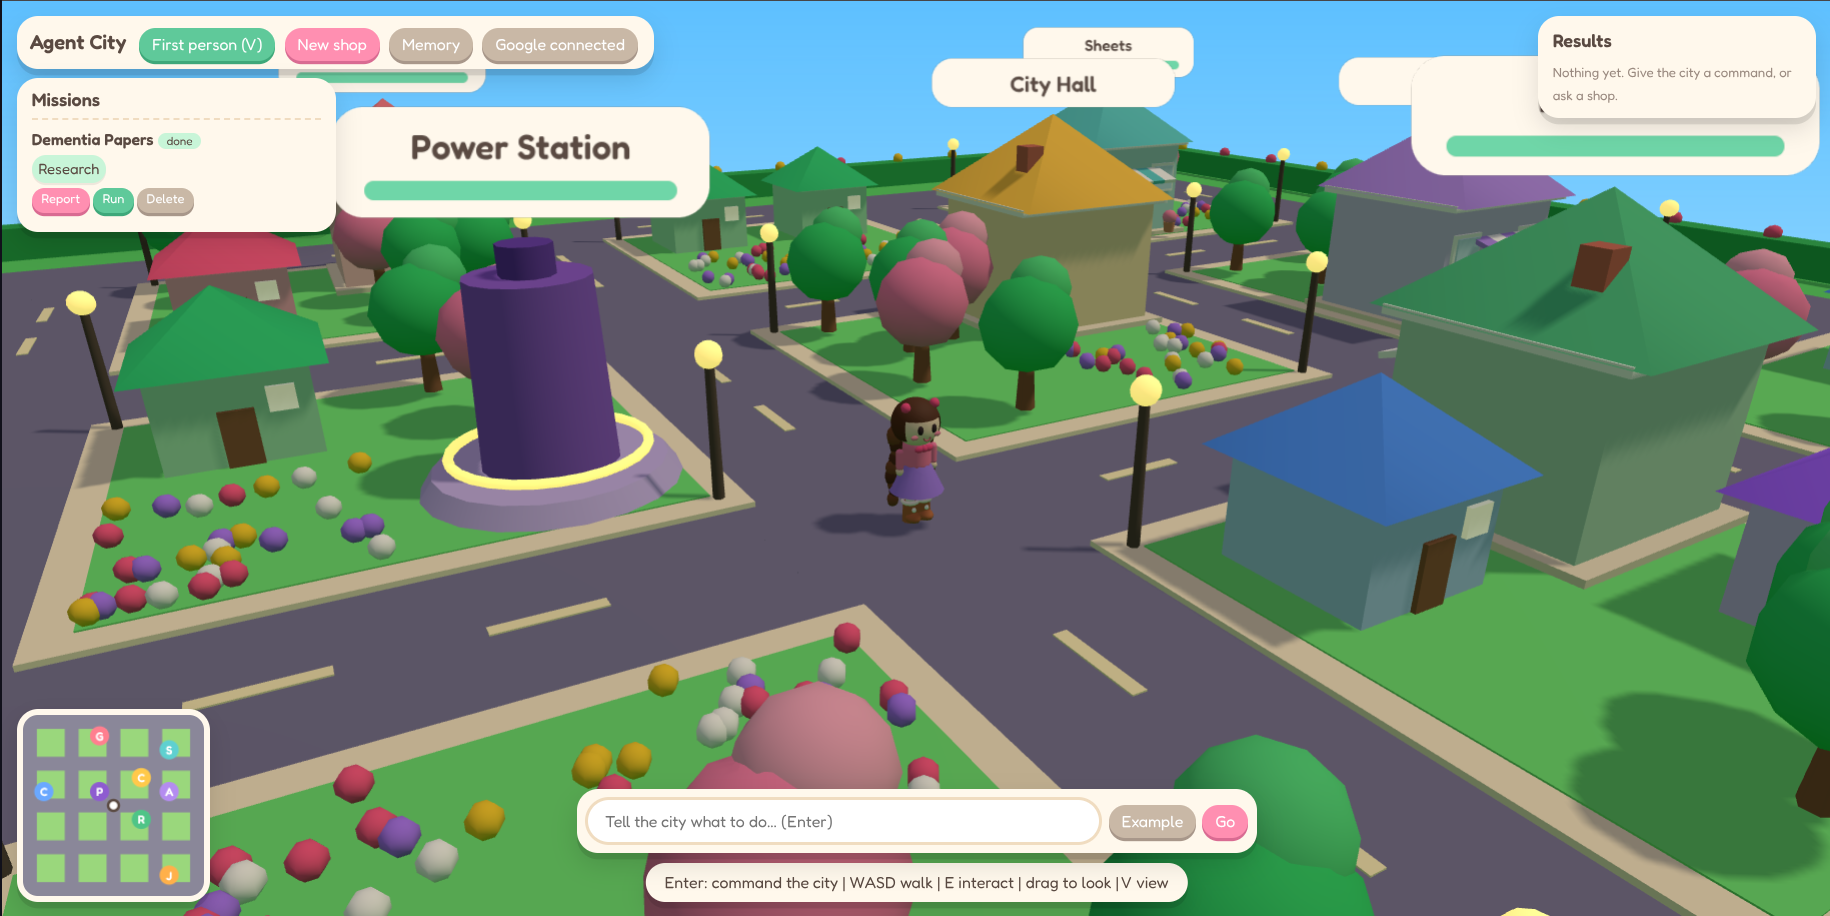 Agent City
First person (V)
New shop
Memory
Google connected
Missions
Dementia Papers
done
Research
Report
Run
Delete
Power Station
Sheets
City Hall
Results
Nothing yet. Give the city a command, or
ask a shop.
G
S
C
C
P
A
R
J
Tell the city what to do... (Enter)
Example
Go
Enter: command the city | WASD walk | E interact | drag to look | V view